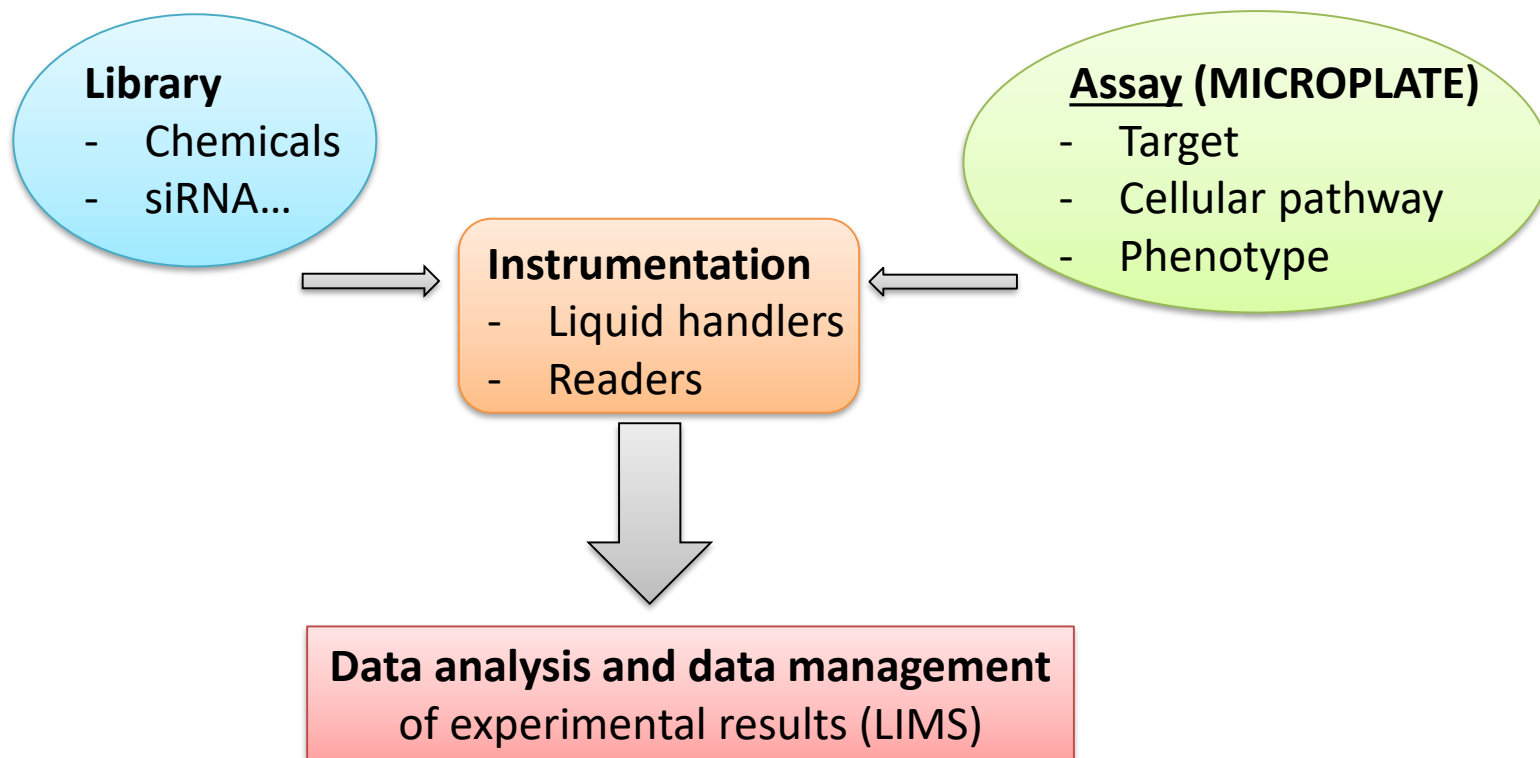 Library
- Chemicals
- siRNA...
Assay (MICROPLATE)
- Target
- Cellular pathway
- Phenotype
Instrumentation
- Liquid handlers
- Readers
Data analysis and data management
of experimental results (LIMS)